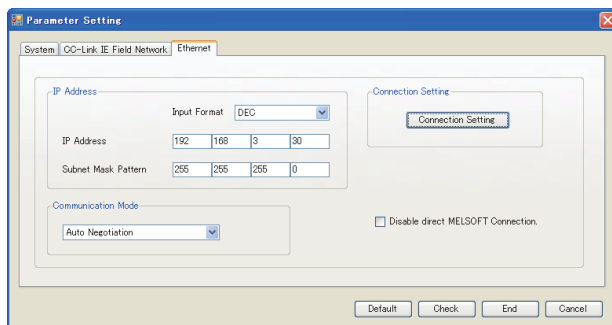 Parameter Setting
System CC-Link IE Field Network Ethernet
IP Address
Input Format DEC
IP Address 192 168 3 30
Subnet Mask Pattern 255 255 255 0
Connection Setting
Connection Setting
Communication Mode
Auto Negotiation
Disable direct MELSOFT Connection.
Default Check End Cancel